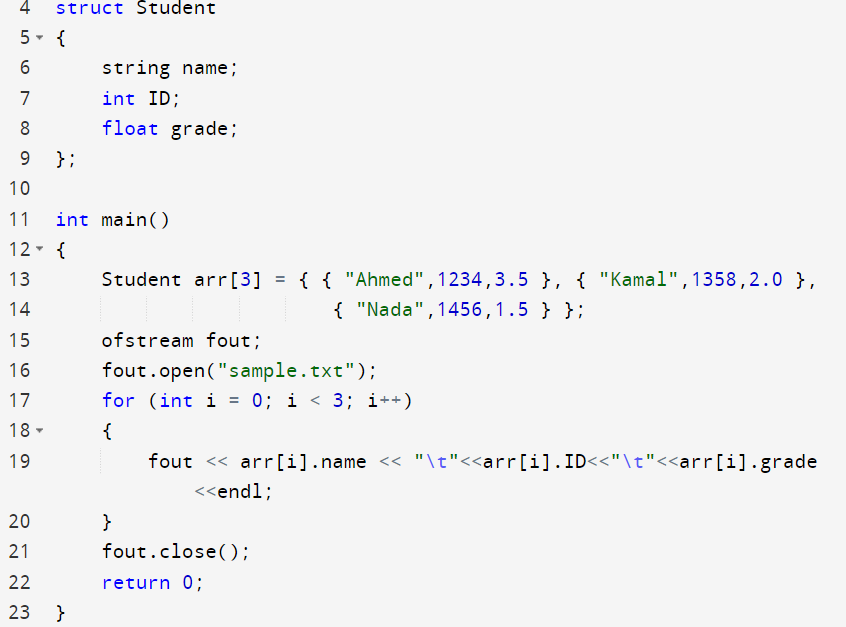 4 struct Student
5 {
6 string name;
7 int ID;
8 float grade;
9 };
10
11 int main()
12 {
13 Student arr[3] = { { "Ahmed",1234,3.5 }, { "Kamal",1358,2.0 },
14 { "Nada",1456,1.5 } };
15 ofstream fout;
16 fout.open("sample.txt");
17 for (int i = 0; i < 3; i++)
18 {
19 fout << arr[i].name << "\t"<<arr[i].ID<<"\t"<<arr[i].grade
<<endl;
20 }
21 fout.close();
22 return 0;
23 }